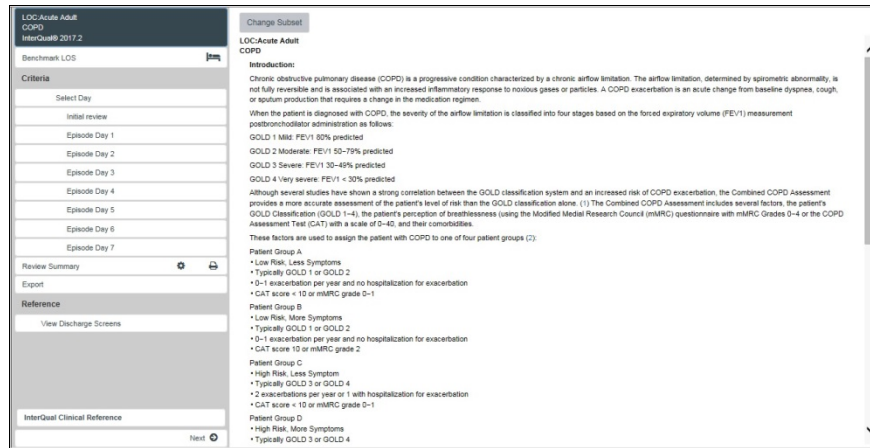 LOC:Acute Adult
COPD
InterQual® 2017.2
Benchmark LOS
Criteria
Select Day
Initial review
Episode Day 1
Episode Day 2
Episode Day 3
Episode Day 4
Episode Day 5
Episode Day 6
Episode Day 7
Review Summary
Export
Reference
View Discharge Screens
InterQual Clinical Reference
Next
Change Subset
LOC:Acute Adult
COPD
Introduction:
Chronic obstructive pulmonary disease (COPD) is a progressive condition characterized by a chronic airflow limitation. The airflow limitation, determined by spirometric abnormality, is
not fully reversible and is associated with an increased inflammatory response to noxious gases or particles. A COPD exacerbation is an acute change from baseline dyspnea, cough,
or sputum production that requires a change in the medication regimen.
When the patient is diagnosed with COPD, the severity of the airflow limitation is classified into four stages based on the forced expiratory volume (FEV1) measurement
postbronchodilator administration as follows:
GOLD 1 Mild: FEV1 80% predicted
GOLD 2 Moderate: FEV1 50–79% predicted
GOLD 3 Severe: FEV1 30–49% predicted
GOLD 4 Very severe: FEV1 < 30% predicted
Although several studies have shown a strong correlation between the GOLD classification system and an increased risk of COPD exacerbation, the Combined COPD Assessment
provides a more accurate assessment of the patient's level of risk than the GOLD classification alone. (1) The Combined COPD Assessment includes several factors, the patient's
GOLD Classification (GOLD 1–4), the patient's perception of breathlessness (using the Modified Medial Research Council (mMRC) questionnaire with mMRC Grades 0–4 or the COPD
Assessment Test (CAT) with a scale of 0–40, and their comorbidities.
These factors are used to assign the patient with COPD to one of four patient groups (2):
Patient Group A
• Low Risk, Less Symptoms
• Typically GOLD 1 or GOLD 2
• 0–1 exacerbation per year and no hospitalization for exacerbation
• CAT score < 10 or mMRC grade 0–1
Patient Group B
• Low Risk, More Symptoms
• Typically GOLD 1 or GOLD 2
• 0–1 exacerbation per year and no hospitalization for exacerbation
• CAT score 10 or mMRC grade 2
Patient Group C
• High Risk, Less Symptom
• Typically GOLD 3 or GOLD 4
• 2 exacerbations per year or 1 with hospitalization for exacerbation
• CAT score < 10 or mMRC grade 0–1
Patient Group D
• High Risk, More Symptoms
• Typically GOLD 3 or GOLD 4